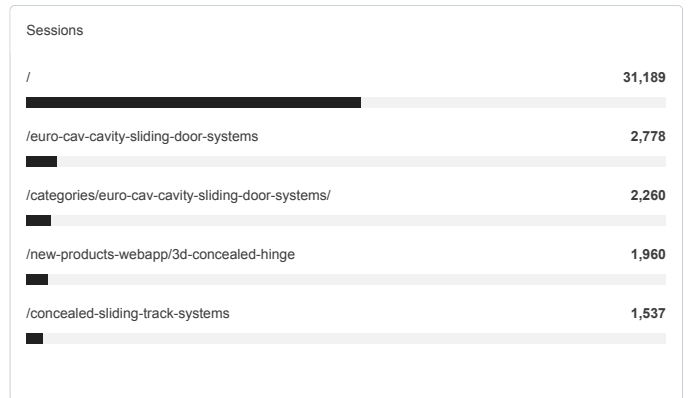 Sessions
/ 31,189
/euro-cav-cavity-sliding-door-systems 2,778
/categories/euro-cav-cavity-sliding-door-systems/ 2,260
/new-products-webapp/3d-concealed-hinge 1,960
/concealed-sliding-track-systems 1,537